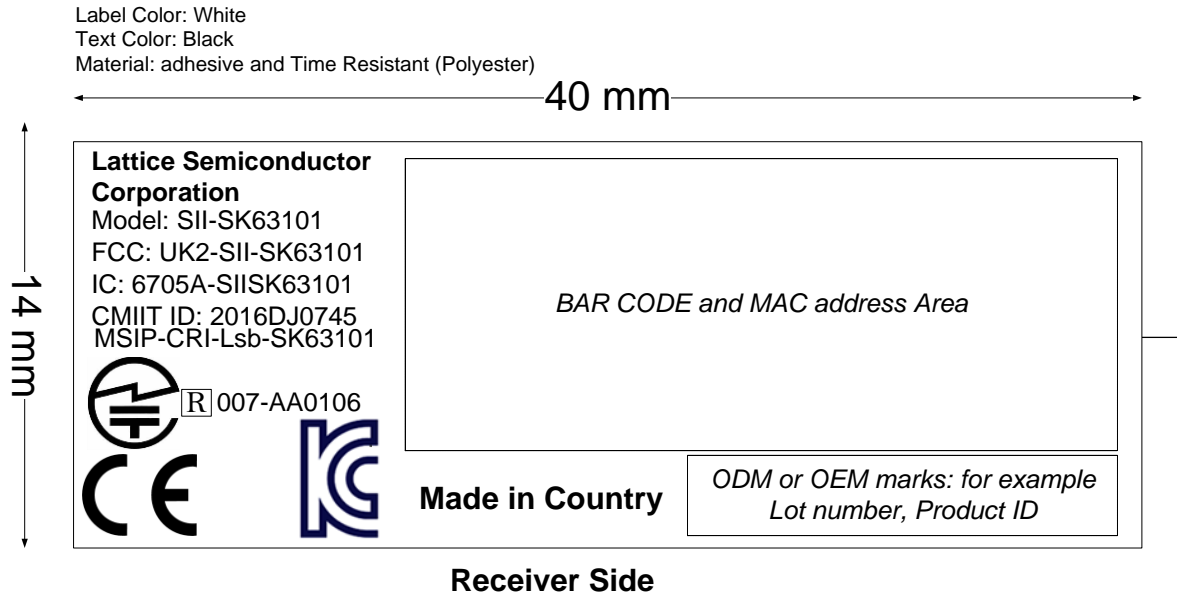 Label Color: White
Text Color: Black
Material: adhesive and Time Resistant (Polyester)
40 mm
14 mm
Lattice Semiconductor
Corporation
Model: SII-SK63101
FCC: UK2-SII-SK63101
IC: 6705A-SIISK63101
CMIIT ID: 2016DJ0745
MSIP-CRI-Lsb-SK63101
R 007-AA0106
CE
KC
BAR CODE and MAC address Area
Made in Country
ODM or OEM marks: for example
Lot number, Product ID
Receiver Side